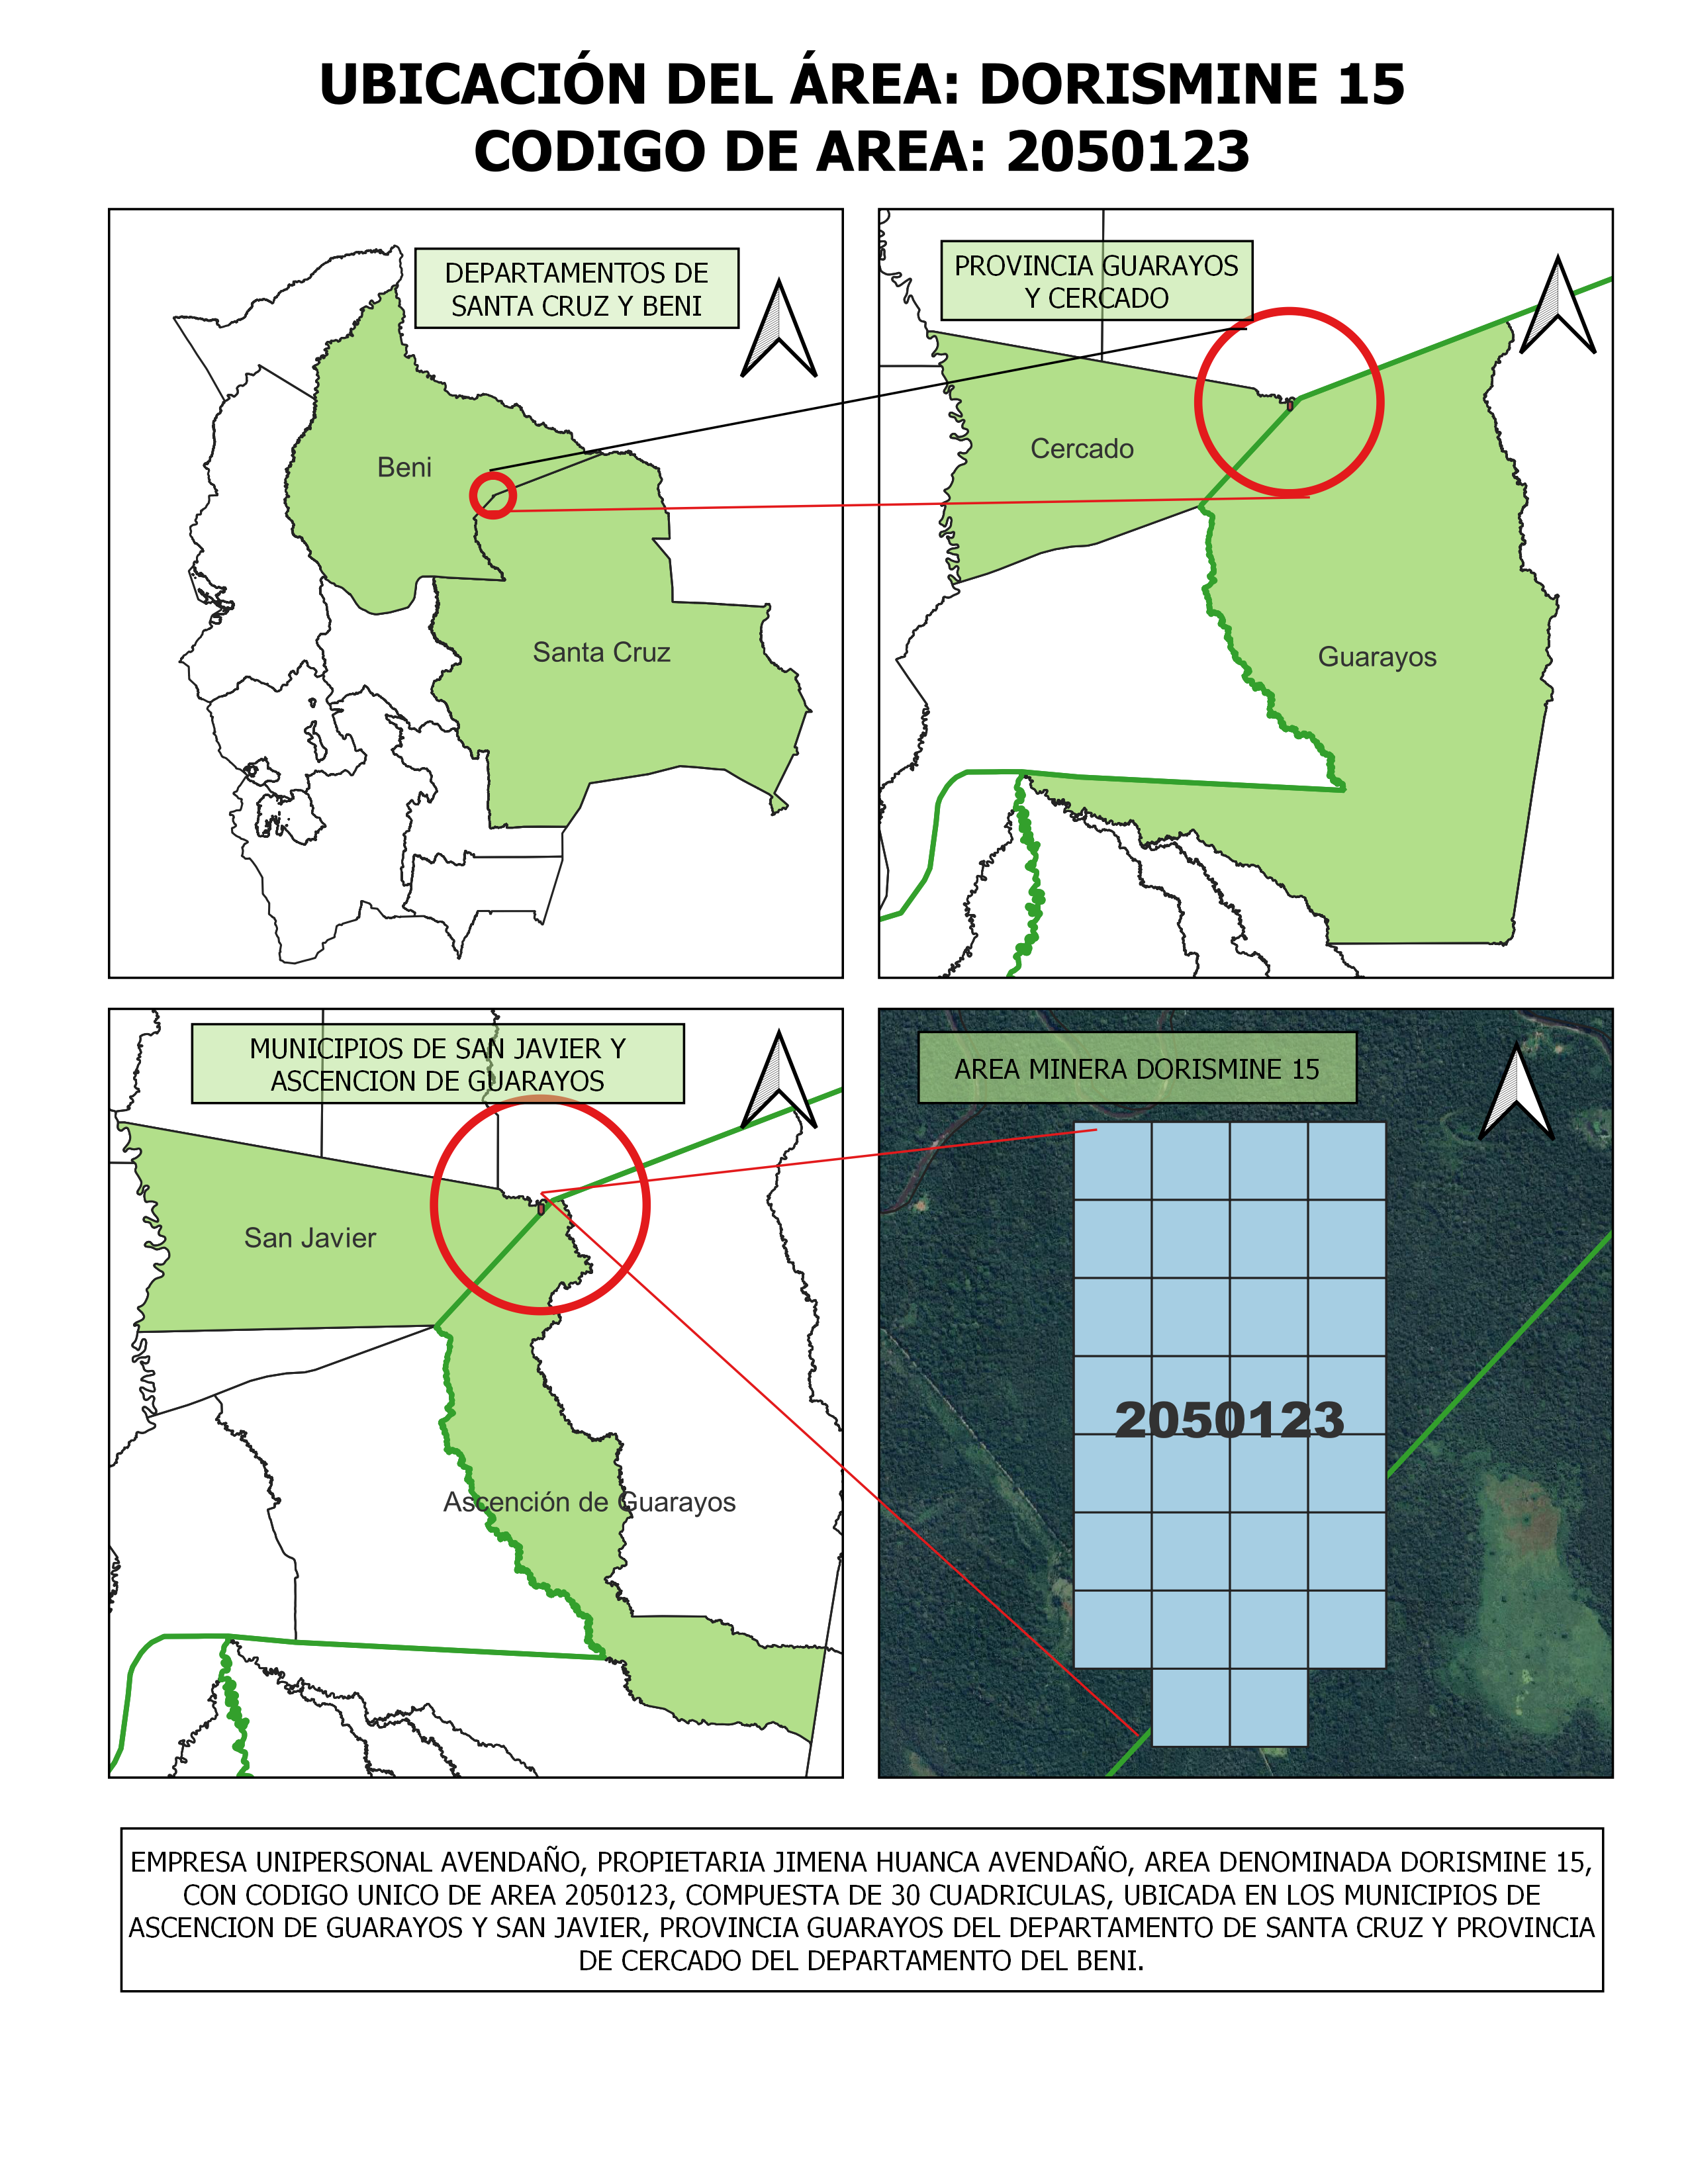 UBICACIÓN DEL ÁREA: DORISMINE 15
CODIGO DE AREA: 2050123
DEPARTAMENTOS DE
SANTA CRUZ Y BENI
Beni
Santa Cruz
PROVINCIA GUARAYOS
Y CERCADO
Cercado
Guarayos
MUNICIPIOS DE SAN JAVIER Y
ASCENCION DE GUARAYOS
San Javier
Ascención de Guarayos
AREA MINERA DORISMINE 15
2050123
EMPRESA UNIPERSONAL AVENDAÑO, PROPIETARIA JIMENA HUANCA AVENDAÑO, AREA DENOMINADA DORISMINE 15,
CON CODIGO UNICO DE AREA 2050123, COMPUESTA DE 30 CUADRICULAS, UBICADA EN LOS MUNICIPIOS DE
ASCENCION DE GUARAYOS Y SAN JAVIER, PROVINCIA GUARAYOS DEL DEPARTAMENTO DE SANTA CRUZ Y PROVINCIA
DE CERCADO DEL DEPARTAMENTO DEL BENI.